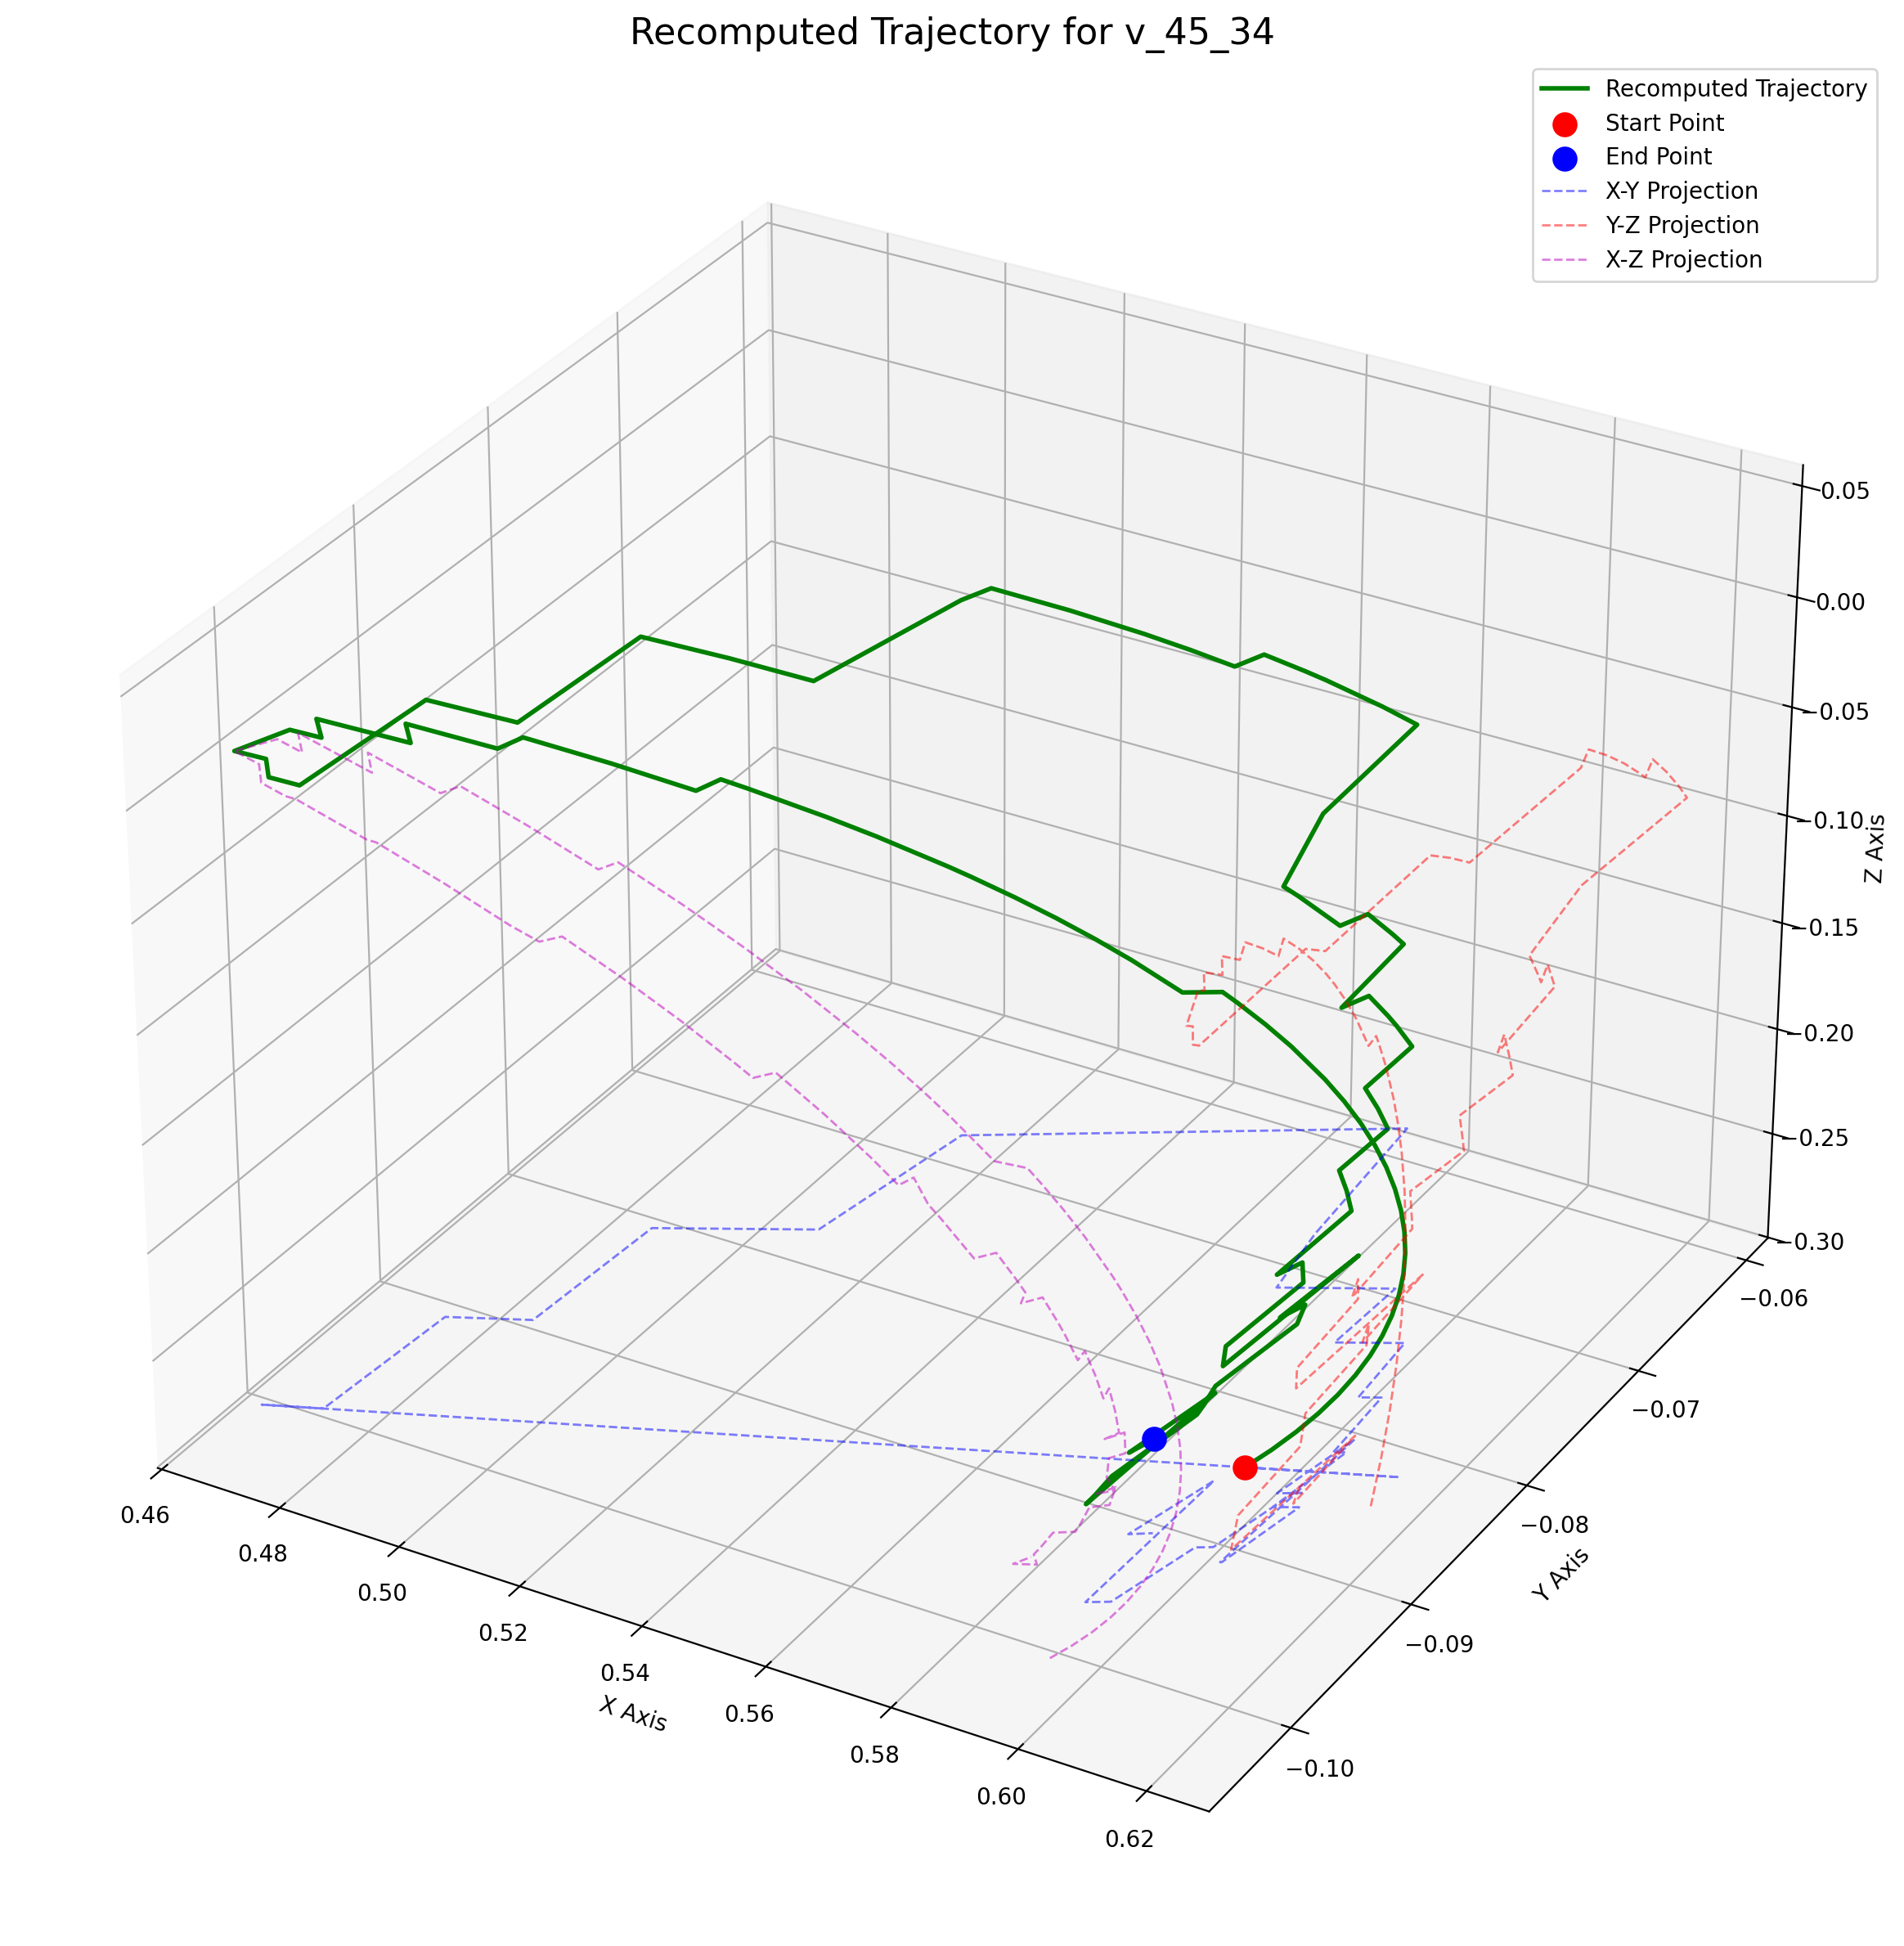 Recomputed Trajectory for v_45_34
Recomputed Trajectory
Start Point
End Point
X-Y Projection
Y-Z Projection
X-Z Projection
0.05
0.00
−0.05
−0.10
−0.15
−0.20
−0.25
−0.30
Z Axis
−0.06
−0.07
−0.08
−0.09
−0.10
Y Axis
0.46
0.48
0.50
0.52
0.54
0.56
0.58
0.60
0.62
X Axis